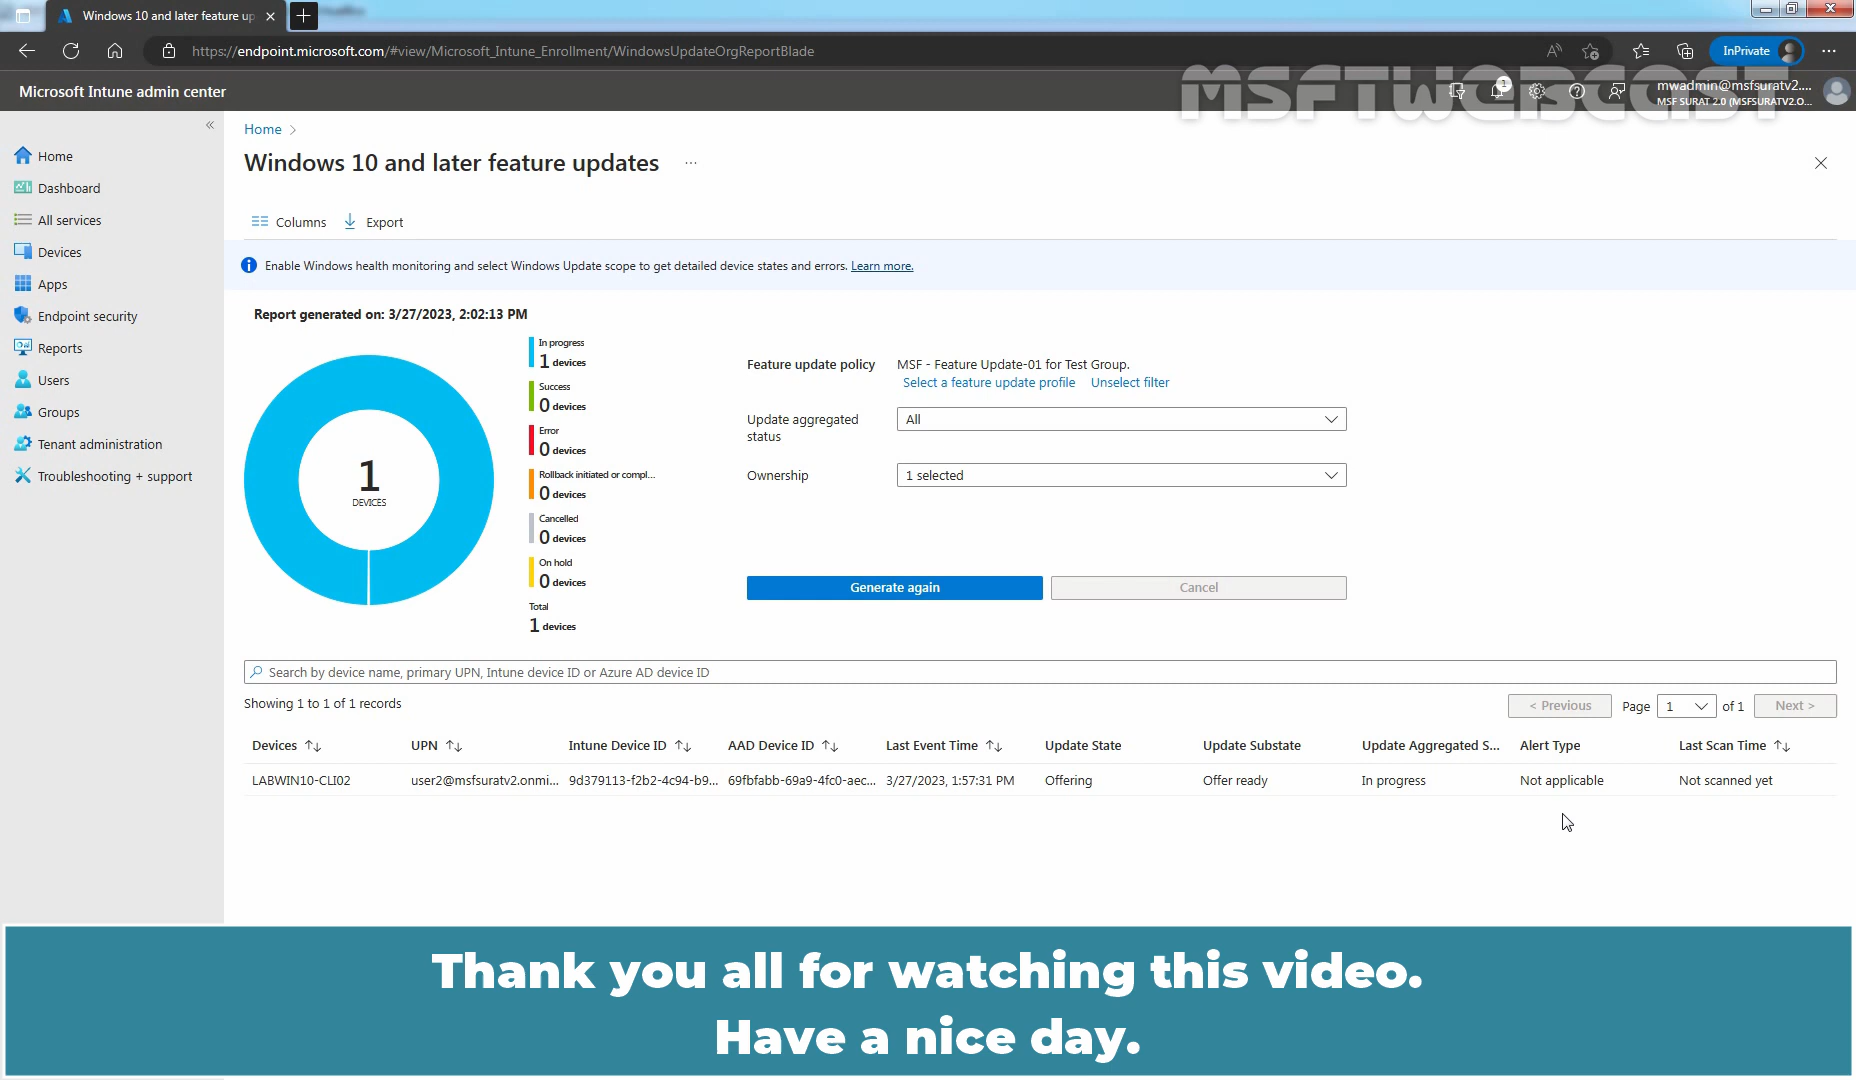 Windows 10 and later feature up
https://endpoint.microsoft.com/#view/Microsoft_Intune_Enrollment/WindowsUpdateOrgReportBlade
InPrivate
Microsoft Intune admin center
MSFTWEBCAST
1
mwadmin@msfsuratv2....
MSF SURAT 2.0 (MSFSURATV2.O...
Home
Dashboard
All services
Devices
Apps
Endpoint security
Reports
Users
Groups
Tenant administration
Troubleshooting + support
Home >
Windows 10 and later feature updates ...
Columns
Export
Enable Windows health monitoring and select Windows Update scope to get detailed device states and errors. Learn more.
Report generated on: 3/27/2023, 2:02:13 PM
1
DEVICES
In progress
1 devices
Success
0 devices
Error
0 devices
Rollback initiated or compl...
0 devices
Cancelled
0 devices
On hold
0 devices
Total
1 devices
Feature update policy MSF - Feature Update-01 for Test Group.
Select a feature update profile Unselect filter
Update aggregated
status
All
Ownership 1 selected
Generate again
Cancel
Search by device name, primary UPN, Intune device ID or Azure AD device ID
Showing 1 to 1 of 1 records
< Previous Page 1 of 1 Next >
Devices UPN Intune Device ID AAD Device ID Last Event Time Update State Update Substate Update Aggregated S... Alert Type Last Scan Time
LABWIN10-CLI02 user2@msfsuratv2.onmi... 9d379113-f2b2-4c94-b9... 69fbfabb-69a9-4fc0-aec... 3/27/2023, 1:57:31 PM Offering Offer ready In progress Not applicable Not scanned yet
Thank you all for watching this video.
Have a nice day.